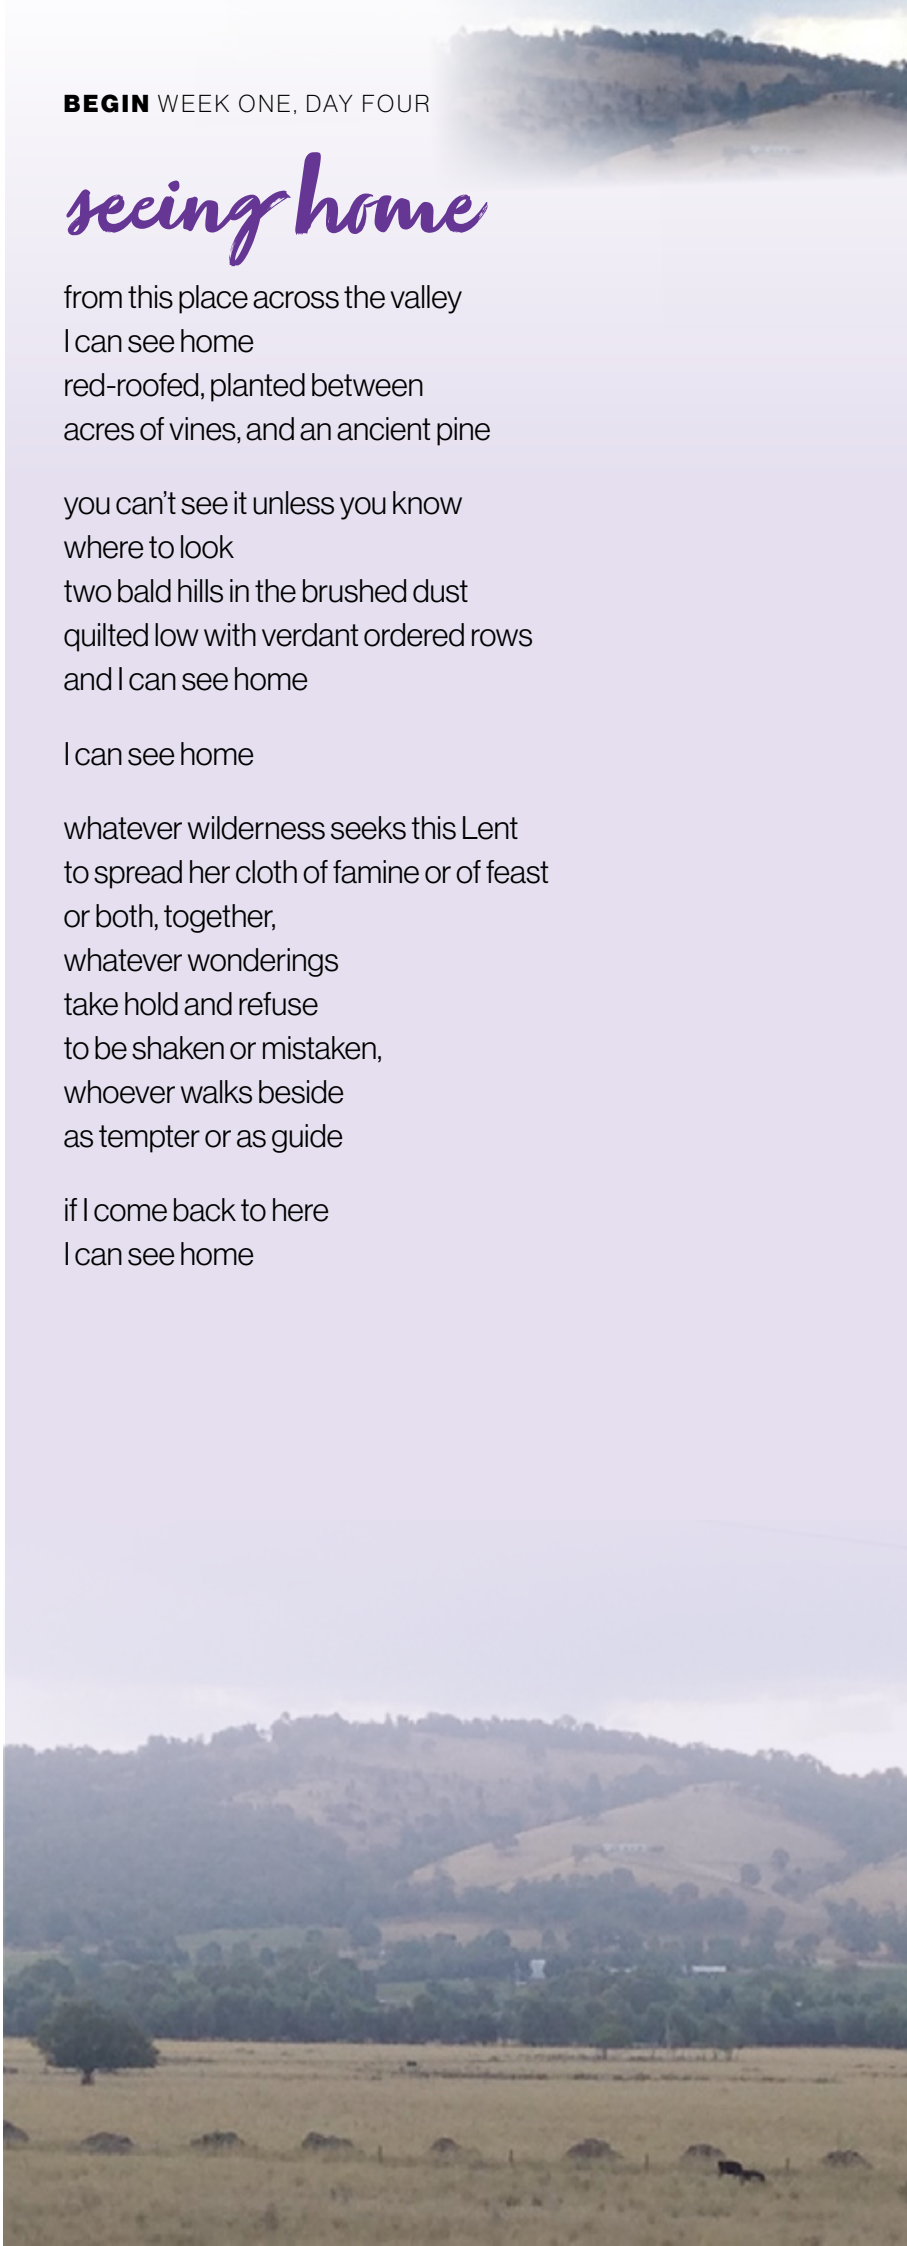 BEGIN WEEK ONE, DAY FOUR
seeing home
from this place across the valley
I can see home
red-roofed, planted between
acres of vines, and an ancient pine
you can't see it unless you know
where to look
two bald hills in the brushed dust
quilted low with verdant ordered rows
and I can see home
I can see home
whatever wilderness seeks this Lent
to spread her cloth of famine or of feast
or both, together,
whatever wonderings
take hold and refuse
to be shaken or mistaken,
whoever walks beside
as tempter or as guide
if I come back to here
I can see home